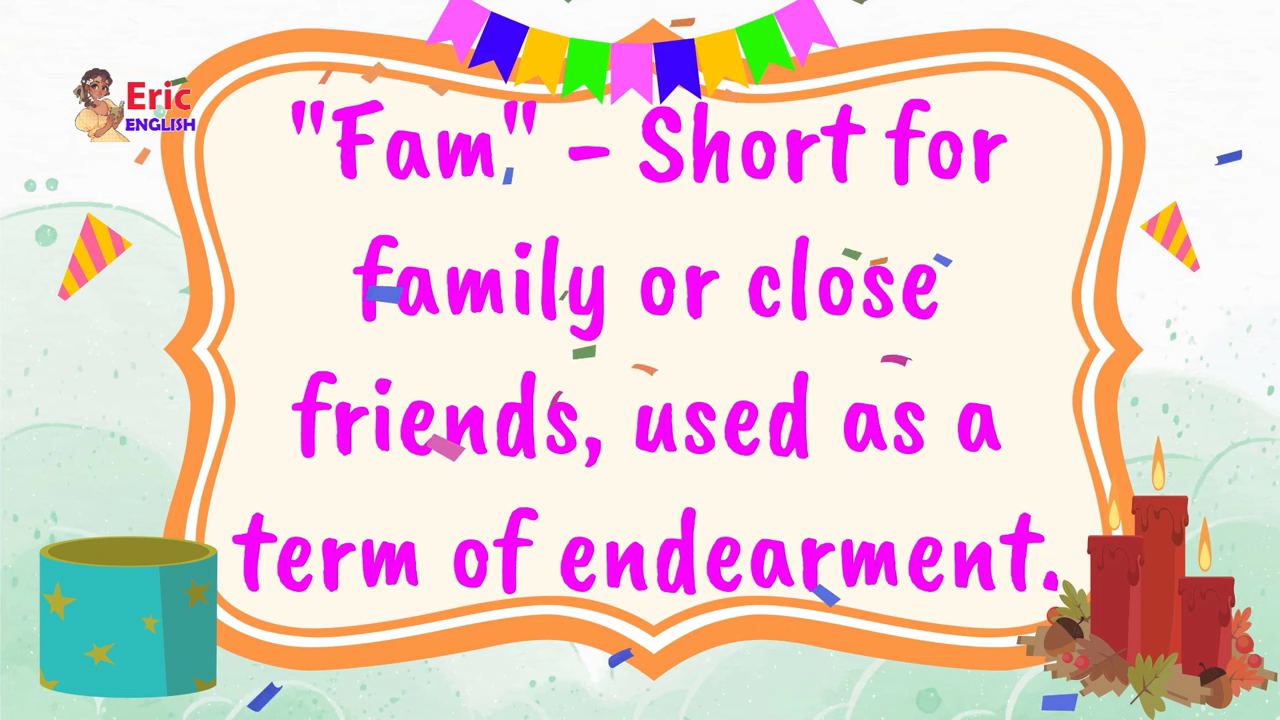 Eric
ENGLISH
"Fam" - Short for
family or close
friends, used as a
term of endearment.